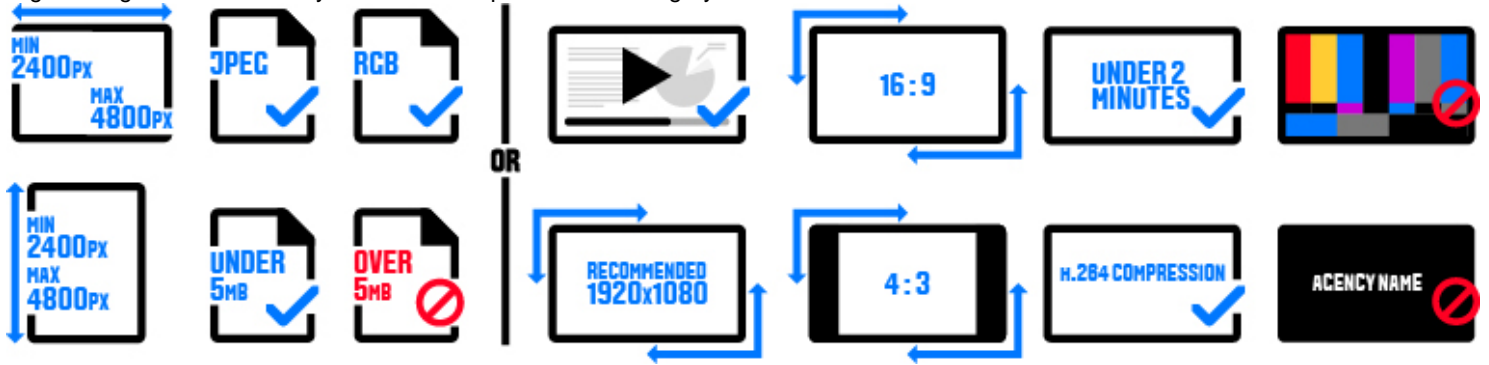 MIN
2400PX
MAX
4800PX
JPEG
RGB
OR
16:9
UNDER 2
MINUTES
MIN
2400PX
MAX
4800PX
UNDER
5MB
OVER
5MB
RECOMMENDED
1920x1080
4:3
H.264 COMPRESSION
AGENCY NAME